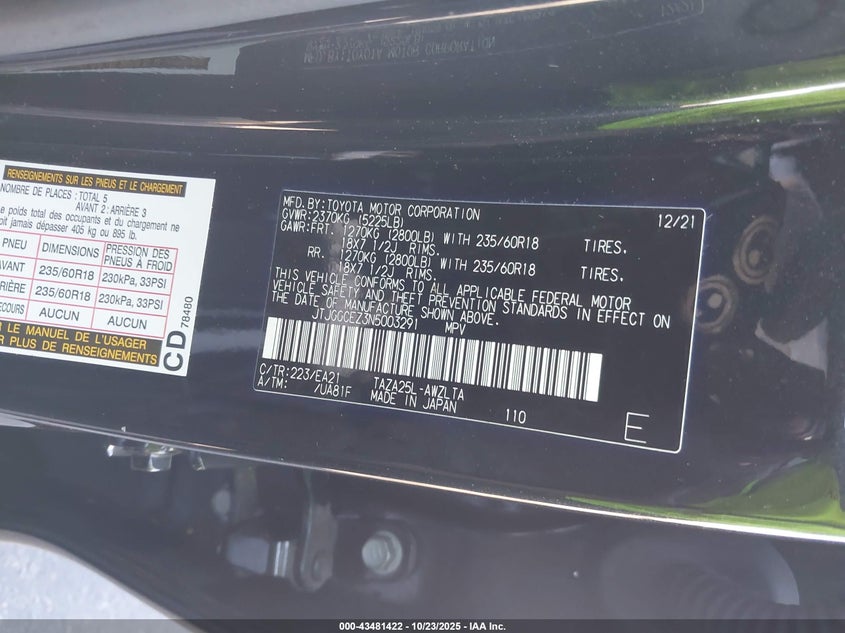 RENSEIGNEMENTS SUR LES PNEUS ET LE CHARGEMENT
NOMBRE DE PLACES: TOTAL 5
AVANT 2: ARRIÈRE 3
poids total des occupants et du chargement ne
doit jamais dépasser 405 kg ou 895 lb.
PNEU DIMENSIONS PRESSION DES PNEUS À FROID
AVANT 235/60R18 230kPa, 33PSI
ARRIÈRE 235/60R18 230kPa, 33PSI
SECOURS AUCUN AUCUN
LE MANUEL DE L'USAGER
PLUS DE RENSEIGNEMENTS
CD
78480
MFD.BY:TOYOTA MOTOR CORPORATION 12/21
GVWR:2370KG (5225LB)
GAWR:FRT. 1270KG (2800LB) WITH 235/60R18 TIRES.
18X7 1/2J RIMS.
RR. 1270KG (2800LB) WITH 235/60R18 TIRES.
18X7 1/2J RIMS.
THIS VEHICLE CONFORMS TO ALL APPLICABLE FEDERAL MOTOR
VEHICLE SAFETY AND THEFT PREVENTION STANDARDS IN EFFECT ON
THE DATE OF MANUFACTURE SHOWN ABOVE.
JTJGGCEZ3N5003291 MPV
C/TR:223/EA21 TAZA25L-AWZLTA
A/TM: /UA81F MADE IN JAPAN 110
E
000-43481422 - 10/23/2025 - IAA Inc.